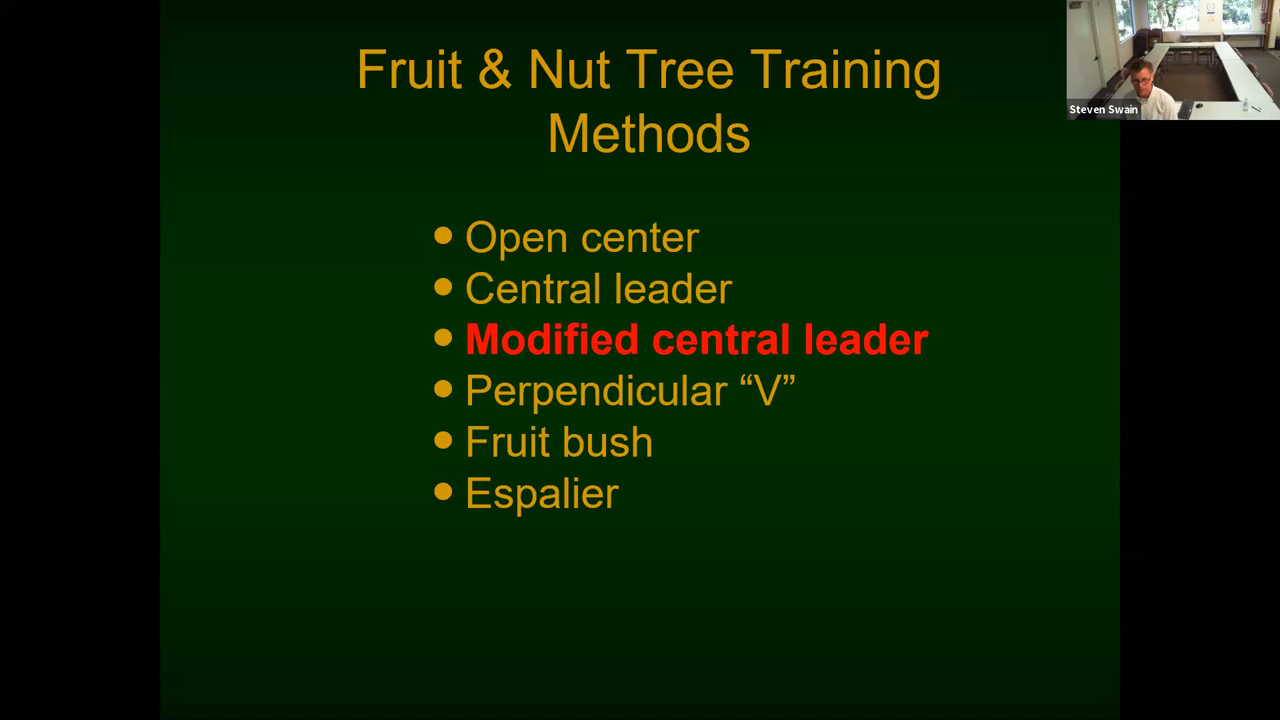 Fruit & Nut Tree Training
Methods
• Open center
• Central leader
• Modified central leader
• Perpendicular “V”
• Fruit bush
• Espalier
Steven Swain